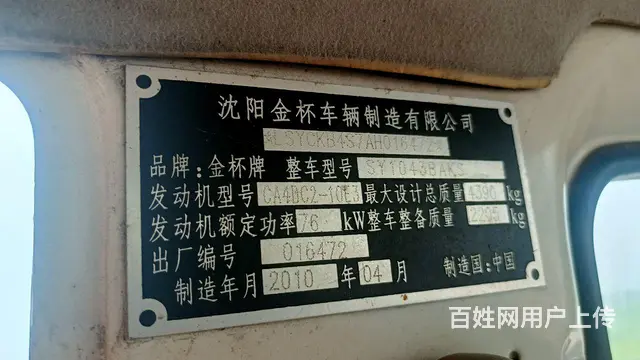 沈阳金杯车辆制造有限公司
品牌：金杯牌 整车型号 SY1043BAKS
发动机型号 CA4DC2-10E3 最大设计总质量 4390 kg
发动机额定功率 76 kW 整车整备质量 2295 kg
出厂编号 016472
制造年月 2010 年 04 月 制造国：中国
百姓网用户上传